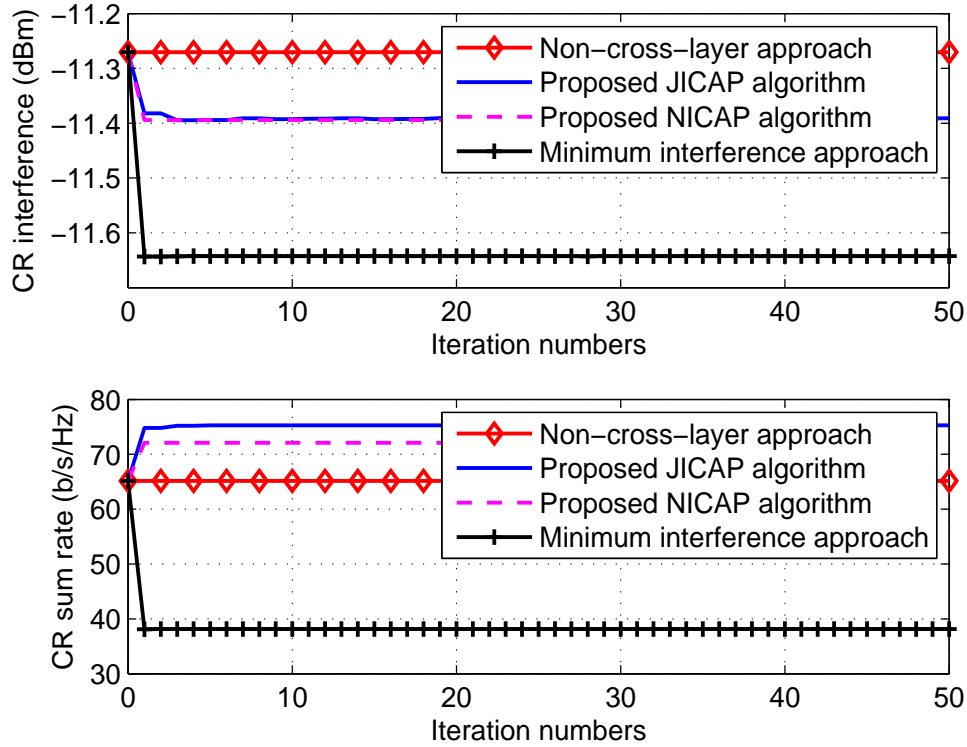 −11.2
−11.3
−11.4
−11.5
−11.6
CR interference (dBm)
Non−cross−layer approach
Proposed JICAP algorithm
Proposed NICAP algorithm
Minimum interference approach
0 10 20 30 40 50
Iteration numbers
80
70
60
50
40
30
CR sum rate (b/s/Hz)
Non−cross−layer approach
Proposed JICAP algorithm
Proposed NICAP algorithm
Minimum interference approach
0 10 20 30 40 50
Iteration numbers